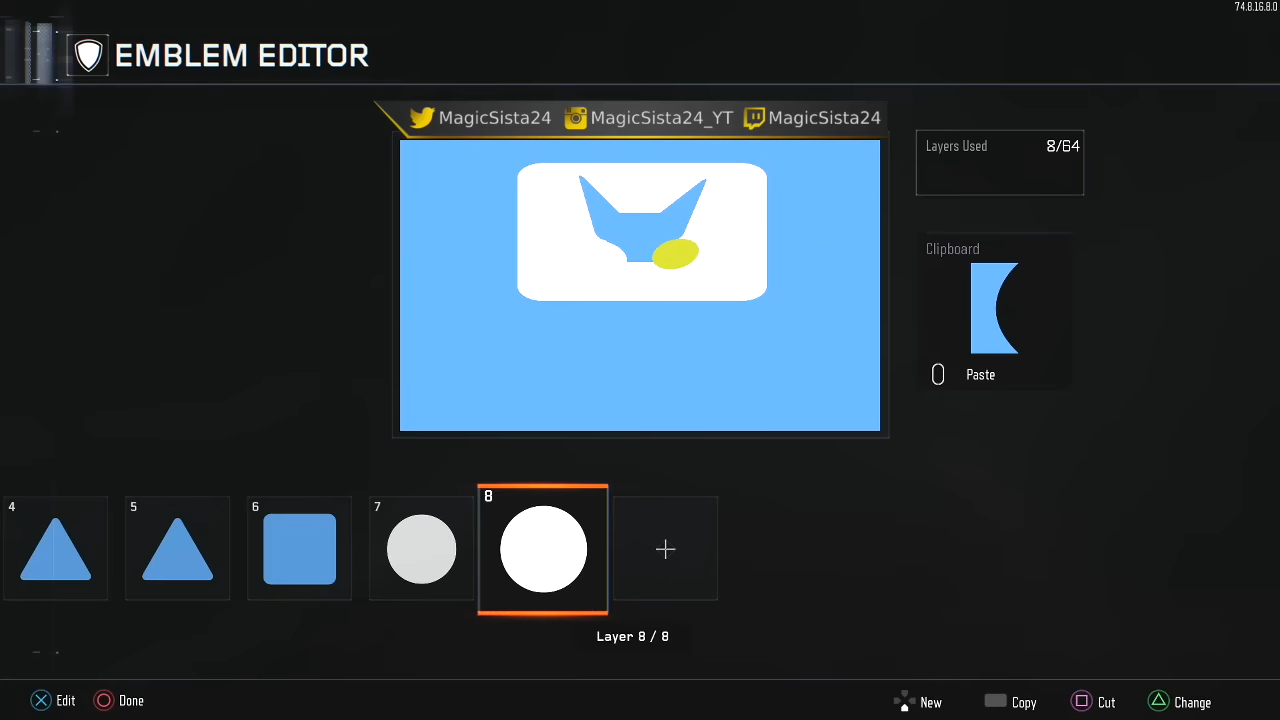 74.8.16.8.0
EMBLEM EDITOR
MagicSista24 MagicSista24_YT MagicSista24
Layers Used 8/64
Clipboard
Paste
4 5 6 7 8
Layer 8 / 8
Edit Done New Copy Cut Change